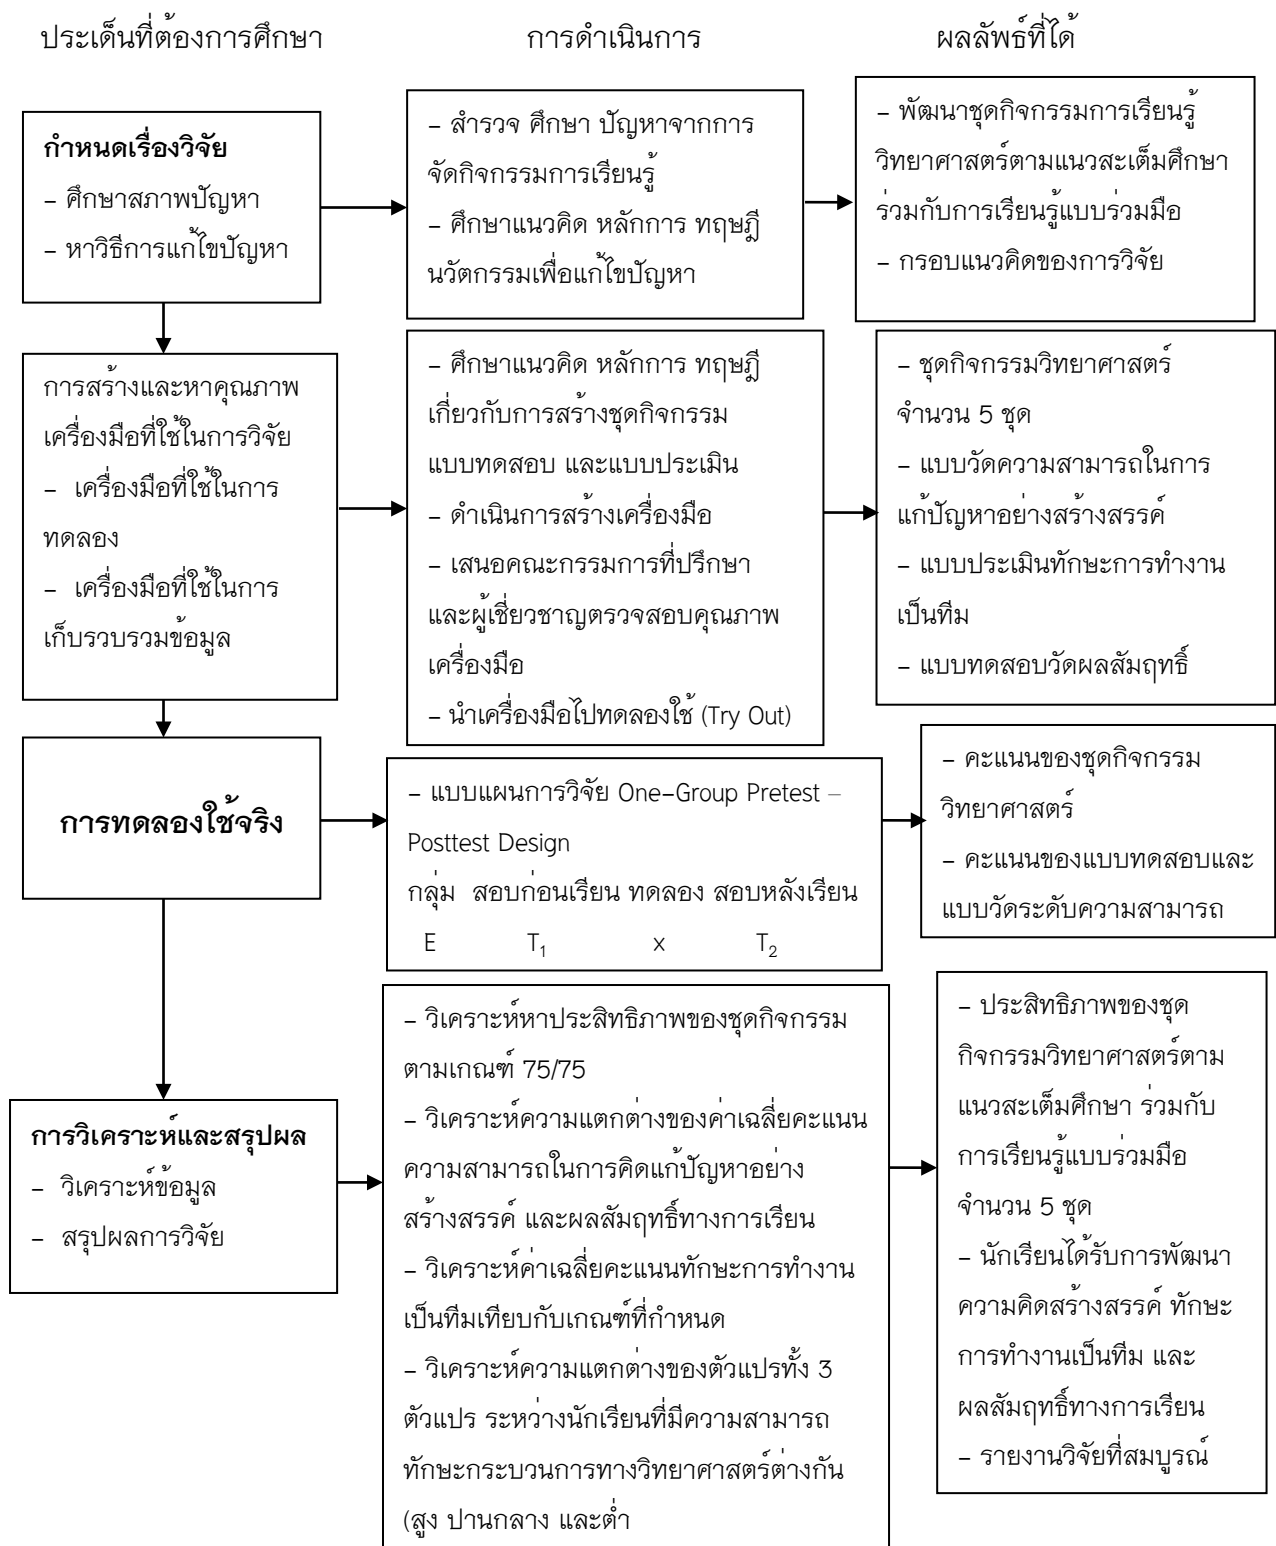 ประเด็นที่ต้องการศึกษา
การดำเนินการ
ผลลัพธ์ที่ได้
กำหนดเรื่องวิจัย
– ศึกษาสภาพปัญหา
– หาวิธีการแก้ไขปัญหา
– สำรวจ ศึกษา ปัญหาจากการ
จัดกิจกรรมการเรียนรู้
– ศึกษาแนวคิด หลักการ ทฤษฎี
นวัตกรรมเพื่อแก้ไขปัญหา
– พัฒนาชุดกิจกรรมการเรียนรู้
วิทยาศาสตร์ตามแนวสะเต็มศึกษา
ร่วมกับการเรียนรู้แบบร่วมมือ
– กรอบแนวคิดของการวิจัย
การสร้างและหาคุณภาพ
เครื่องมือที่ใช้ในการวิจัย
– เครื่องมือที่ใช้ในการ
ทดลอง
– เครื่องมือที่ใช้ในการ
เก็บรวบรวมข้อมูล
– ศึกษาแนวคิด หลักการ ทฤษฎี
เกี่ยวกับการสร้างชุดกิจกรรม
แบบทดสอบ และแบบประเมิน
– ดำเนินการสร้างเครื่องมือ
– เสนอคณะกรรมการที่ปรึกษา
และผู้เชี่ยวชาญตรวจสอบคุณภาพ
เครื่องมือ
– นำเครื่องมือไปทดลองใช้ (Try Out)
– ชุดกิจกรรมวิทยาศาสตร์
จำนวน 5 ชุด
– แบบวัดความสามารถในการ
แก้ปัญหาอย่างสร้างสรรค์
– แบบประเมินทักษะการทำงาน
เป็นทีม
– แบบทดสอบวัดผลสัมฤทธิ์
การทดลองใช้จริง
– แบบแผนการวิจัย One–Group Pretest –
Posttest Design
กลุ่ม สอบก่อนเรียน ทดลอง สอบหลังเรียน
E T₁ x T₂
– คะแนนของชุดกิจกรรม
วิทยาศาสตร์
– คะแนนของแบบทดสอบและ
แบบวัดระดับความสามารถ
การวิเคราะห์และสรุปผล
– วิเคราะห์ข้อมูล
– สรุปผลการวิจัย
– วิเคราะห์หาประสิทธิภาพของชุดกิจกรรม
ตามเกณฑ์ 75/75
– วิเคราะห์ความแตกต่างของค่าเฉลี่ยคะแนน
ความสามารถในการคิดแก้ปัญหาอย่าง
สร้างสรรค์ และผลสัมฤทธิ์ทางการเรียน
– วิเคราะห์ค่าเฉลี่ยคะแนนทักษะการทำงาน
เป็นทีมเทียบกับเกณฑ์ที่กำหนด
– วิเคราะห์ความแตกต่างของตัวแปรทั้ง 3
ตัวแปร ระหว่างนักเรียนที่มีความสามารถ
ทักษะกระบวนการทางวิทยาศาสตร์ต่างกัน
(สูง ปานกลาง และต่ำ
– ประสิทธิภาพของชุด
กิจกรรมวิทยาศาสตร์ตาม
แนวสะเต็มศึกษา ร่วมกับ
การเรียนรู้แบบร่วมมือ
จำนวน 5 ชุด
– นักเรียนได้รับการพัฒนา
ความคิดสร้างสรรค์ ทักษะ
การทำงานเป็นทีม และ
ผลสัมฤทธิ์ทางการเรียน
– รายงานวิจัยที่สมบูรณ์